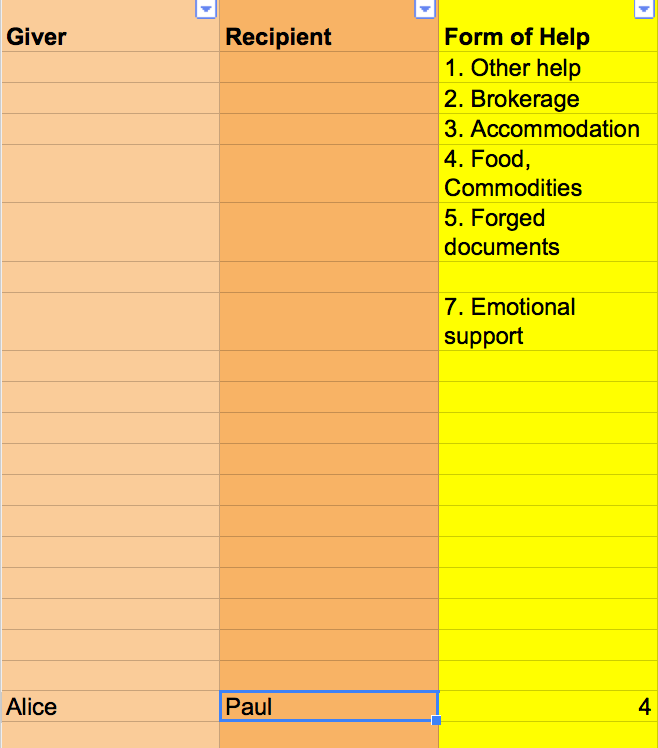 Giver Recipient Form of Help
1. Other help
2. Brokerage
3. Accommodation
4. Food,
Commodities
5. Forged
documents
7. Emotional
support
Alice Paul 4